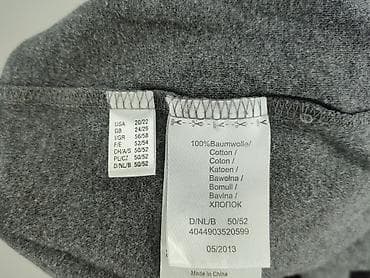 USA 20/22
GB 24/26
I/GR 56/58
F/E 52/54
CH/A/S 50/52
PL/CZ 50/52
D/NL/B 50/52
100%Baumwolle/
Cotton /
Coton /
Katoen /
Bawełna /
Bomull /
Bavlna /
ХЛОПОК
D/NL/B 50/52
4044903520599
05/2013
Made in China